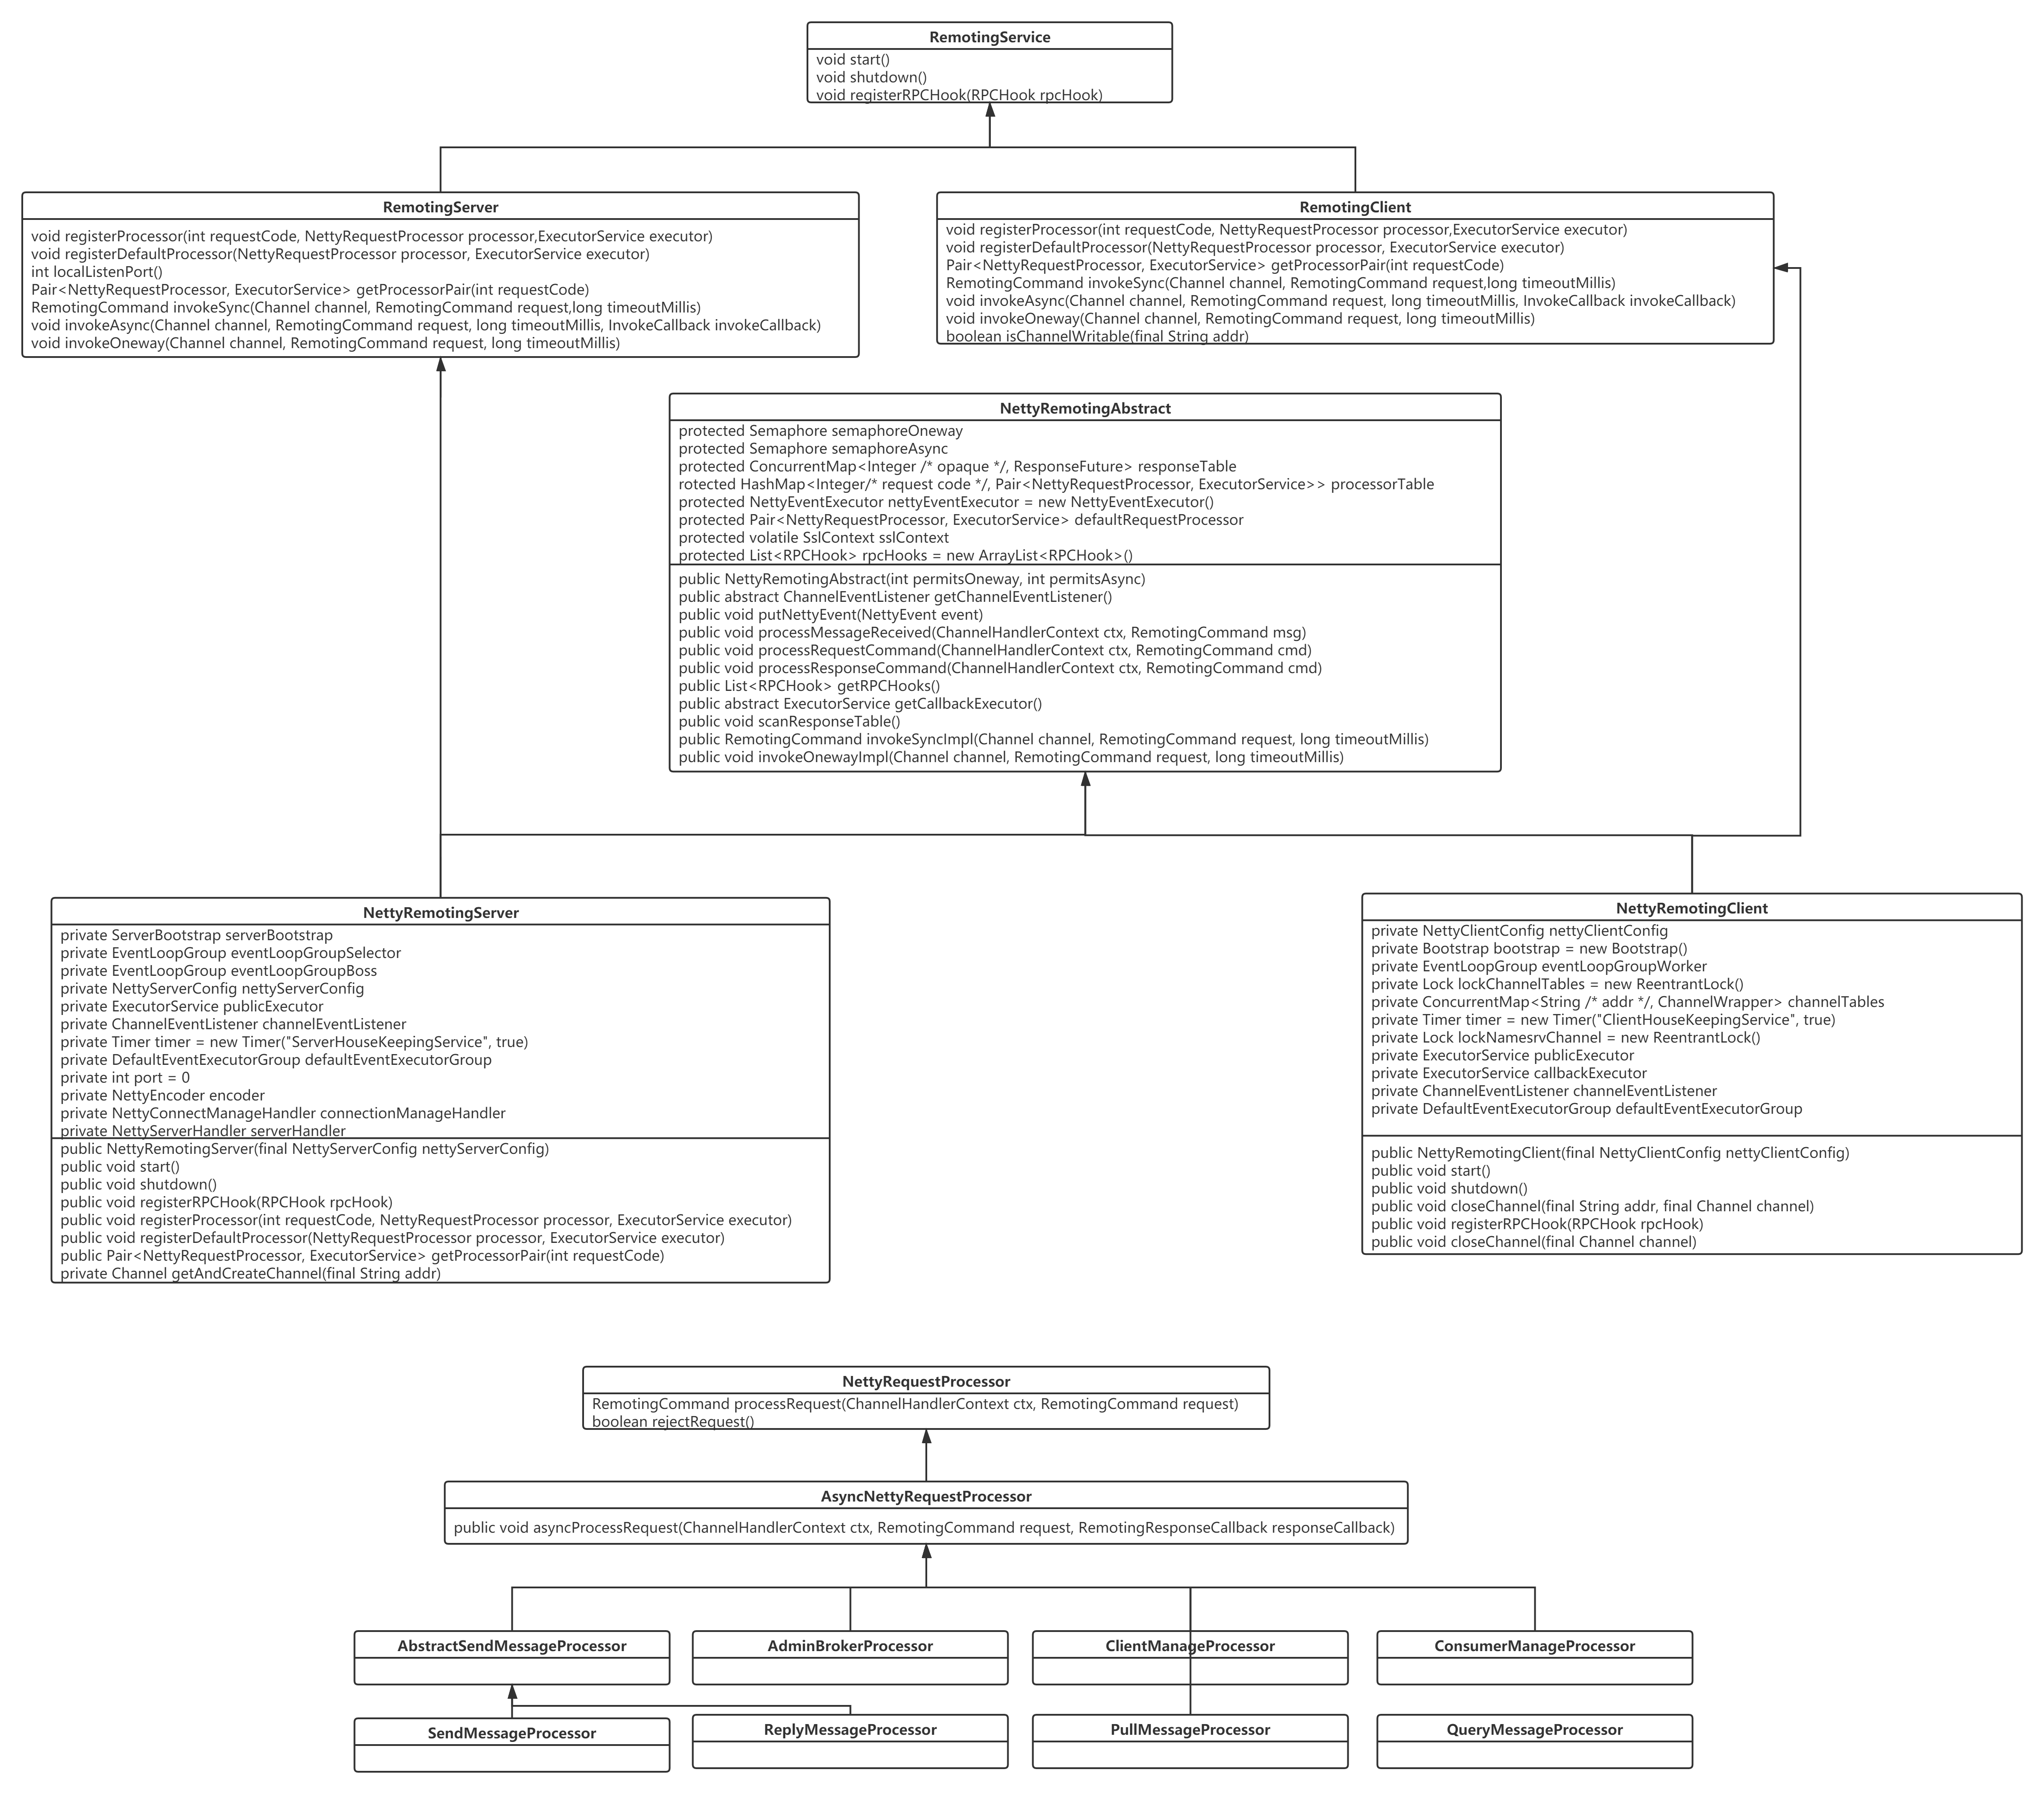 RemotingService
void start()
void shutdown()
void registerRPCHook(RPCHook rpcHook)
RemotingServer
void registerProcessor(int requestCode, NettyRequestProcessor processor,ExecutorService executor)
void registerDefaultProcessor(NettyRequestProcessor processor, ExecutorService executor)
int localListenPort()
Pair<NettyRequestProcessor, ExecutorService> getProcessorPair(int requestCode)
RemotingCommand invokeSync(Channel channel, RemotingCommand request,long timeoutMillis)
void invokeAsync(Channel channel, RemotingCommand request, long timeoutMillis, InvokeCallback invokeCallback)
void invokeOneway(Channel channel, RemotingCommand request, long timeoutMillis)
RemotingClient
void registerProcessor(int requestCode, NettyRequestProcessor processor,ExecutorService executor)
void registerDefaultProcessor(NettyRequestProcessor processor, ExecutorService executor)
Pair<NettyRequestProcessor, ExecutorService> getProcessorPair(int requestCode)
RemotingCommand invokeSync(Channel channel, RemotingCommand request,long timeoutMillis)
void invokeAsync(Channel channel, RemotingCommand request, long timeoutMillis, InvokeCallback invokeCallback)
void invokeOneway(Channel channel, RemotingCommand request, long timeoutMillis)
boolean isChannelWritable(final String addr)
NettyRemotingAbstract
protected Semaphore semaphoreOneway
protected Semaphore semaphoreAsync
protected ConcurrentMap<Integer /* opaque */, ResponseFuture> responseTable
rotected HashMap<Integer/* request code */, Pair<NettyRequestProcessor, ExecutorService>> processorTable
protected NettyEventExecutor nettyEventExecutor = new NettyEventExecutor()
protected Pair<NettyRequestProcessor, ExecutorService> defaultRequestProcessor
protected volatile SslContext sslContext
protected List<RPCHook> rpcHooks = new ArrayList<RPCHook>()
public NettyRemotingAbstract(int permitsOneway, int permitsAsync)
public abstract ChannelEventListener getChannelEventListener()
public void putNettyEvent(NettyEvent event)
public void processMessageReceived(ChannelHandlerContext ctx, RemotingCommand msg)
public void processRequestCommand(ChannelHandlerContext ctx, RemotingCommand cmd)
public void processResponseCommand(ChannelHandlerContext ctx, RemotingCommand cmd)
public List<RPCHook> getRPCHooks()
public abstract ExecutorService getCallbackExecutor()
public void scanResponseTable()
public RemotingCommand invokeSyncImpl(Channel channel, RemotingCommand request, long timeoutMillis)
public void invokeOnewayImpl(Channel channel, RemotingCommand request, long timeoutMillis)
NettyRemotingServer
private ServerBootstrap serverBootstrap
private EventLoopGroup eventLoopGroupSelector
private EventLoopGroup eventLoopGroupBoss
private NettyServerConfig nettyServerConfig
private ExecutorService publicExecutor
private ChannelEventListener channelEventListener
private Timer timer = new Timer("ServerHouseKeepingService", true)
private DefaultEventExecutorGroup defaultEventExecutorGroup
private int port = 0
private NettyEncoder encoder
private NettyConnectManageHandler connectionManageHandler
private NettyServerHandler serverHandler
public NettyRemotingServer(final NettyServerConfig nettyServerConfig)
public void start()
public void shutdown()
public void registerRPCHook(RPCHook rpcHook)
public void registerProcessor(int requestCode, NettyRequestProcessor processor, ExecutorService executor)
public void registerDefaultProcessor(NettyRequestProcessor processor, ExecutorService executor)
public Pair<NettyRequestProcessor, ExecutorService> getProcessorPair(int requestCode)
private Channel getAndCreateChannel(final String addr)
NettyRemotingClient
private NettyClientConfig nettyClientConfig
private Bootstrap bootstrap = new Bootstrap()
private EventLoopGroup eventLoopGroupWorker
private Lock lockChannelTables = new ReentrantLock()
private ConcurrentMap<String /* addr */, ChannelWrapper> channelTables
private Timer timer = new Timer("ClientHouseKeepingService", true)
private Lock lockNamesrvChannel = new ReentrantLock()
private ExecutorService publicExecutor
private ExecutorService callbackExecutor
private ChannelEventListener channelEventListener
private DefaultEventExecutorGroup defaultEventExecutorGroup
public NettyRemotingClient(final NettyClientConfig nettyClientConfig)
public void start()
public void shutdown()
public void closeChannel(final String addr, final Channel channel)
public void registerRPCHook(RPCHook rpcHook)
public void closeChannel(final Channel channel)
NettyRequestProcessor
RemotingCommand processRequest(ChannelHandlerContext ctx, RemotingCommand request)
boolean rejectRequest()
AsyncNettyRequestProcessor
public void asyncProcessRequest(ChannelHandlerContext ctx, RemotingCommand request, RemotingResponseCallback responseCallback)
AbstractSendMessageProcessor
AdminBrokerProcessor
ClientManageProcessor
ConsumerManageProcessor
SendMessageProcessor
ReplyMessageProcessor
PullMessageProcessor
QueryMessageProcessor